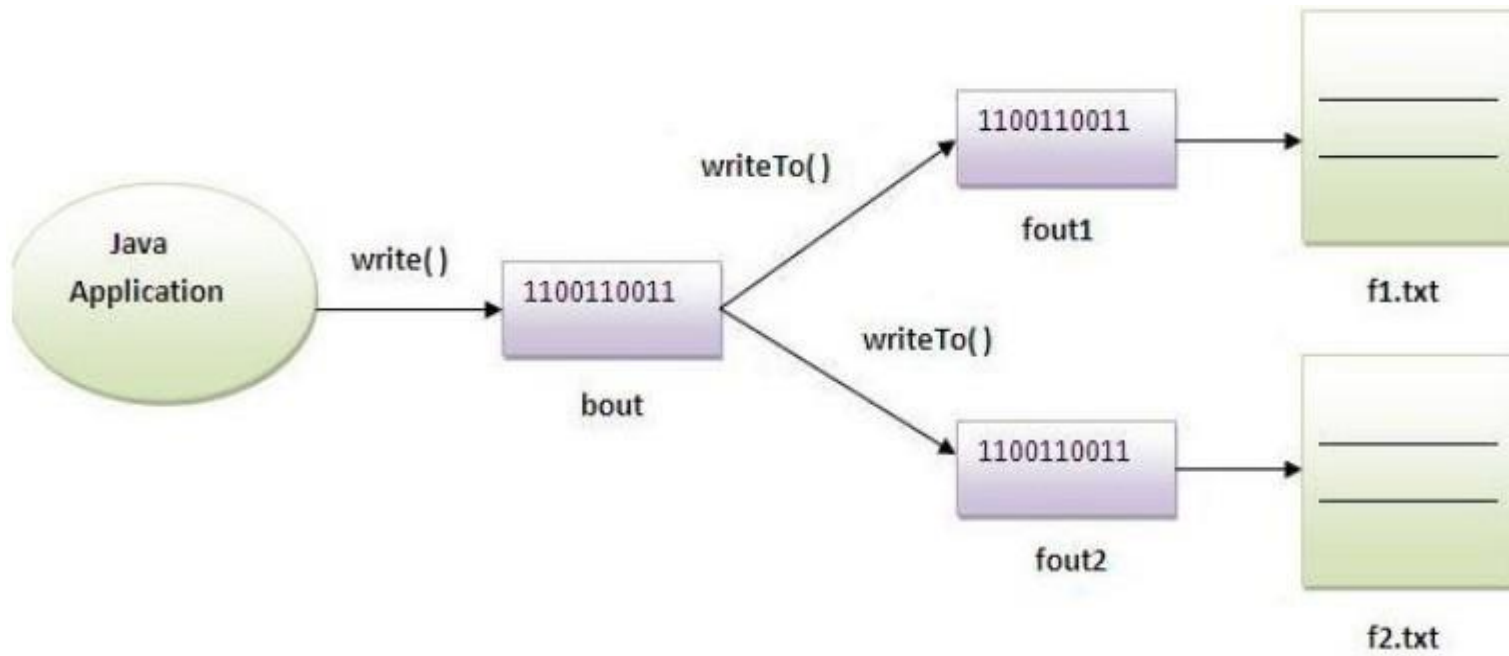 Java
Application
write()
1100110011
bout
writeTo()
1100110011
fout1
f1.txt
writeTo()
1100110011
fout2
f2.txt